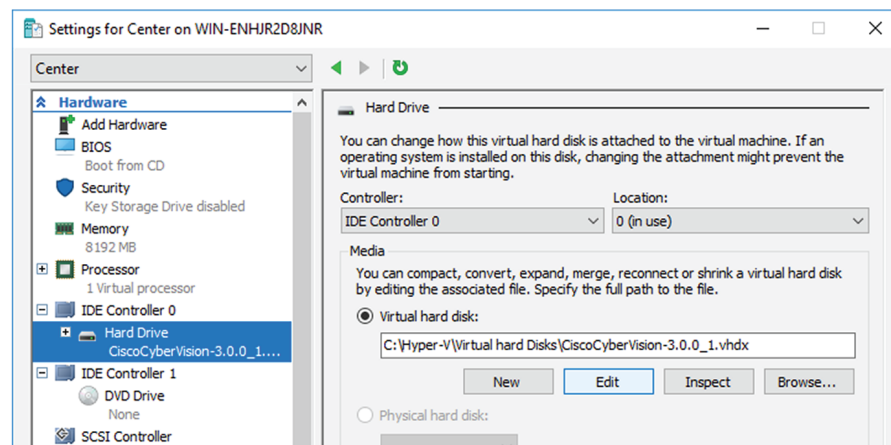 Settings for Center on WIN-ENHJR2D8JNR
Center
Hardware
Add Hardware
BIOS
Boot from CD
Security
Key Storage Drive disabled
Memory
8192 MB
Processor
1 Virtual processor
IDE Controller 0
Hard Drive
CiscoCyberVision-3.0.0_1....
IDE Controller 1
DVD Drive
None
SCSI Controller
Hard Drive
You can change how this virtual hard disk is attached to the virtual machine. If an
operating system is installed on this disk, changing the attachment might prevent the
virtual machine from starting.
Controller:
Location:
IDE Controller 0
0 (in use)
Media
You can compact, convert, expand, merge, reconnect or shrink a virtual hard disk
by editing the associated file. Specify the full path to the file.
Virtual hard disk:
C:\Hyper-V\Virtual hard Disks\CiscoCyberVision-3.0.0_1.vhdx
New
Edit
Inspect
Browse...
Physical hard disk: